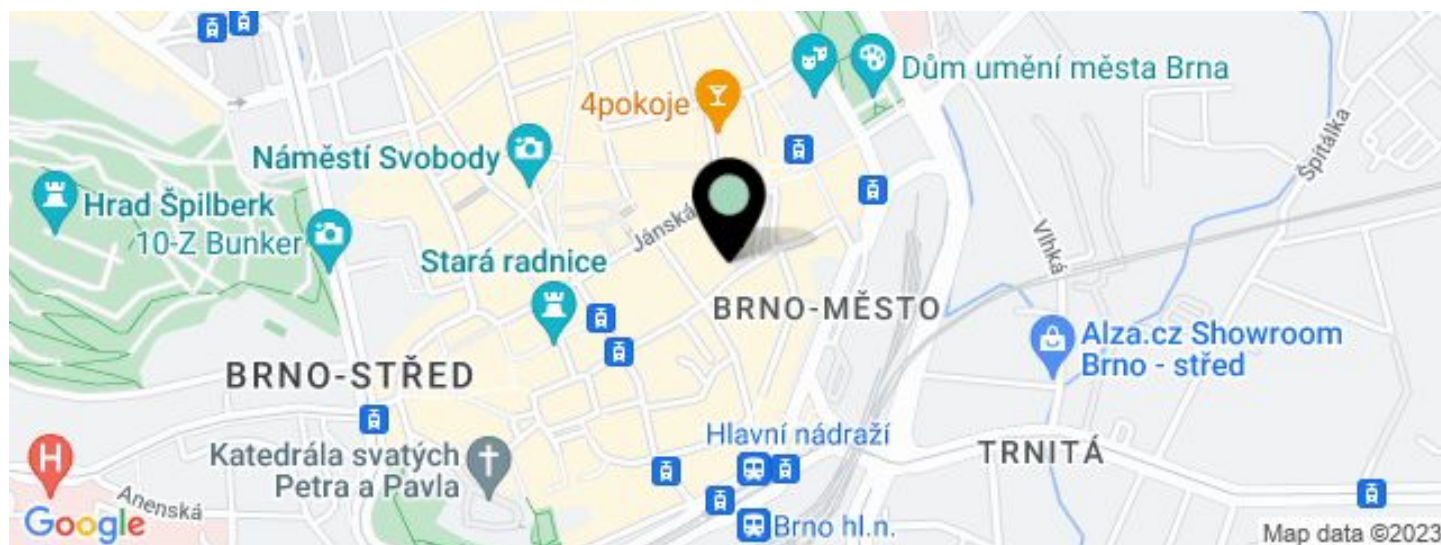 Dům umění města Brna
4pokoje
Náměstí Svobody
Špitálka
Hrad Špilberk
10-Z Bunker
Jánská
Vlhká
Stará radnice
BRNO-MĚSTO
Alza.cz Showroom
Brno - střed
BRNO-STŘED
Hlavní nádraží
TRNITÁ
Katedrála svatých
Petra a Pavla
H
Anenská
Google
Brno hl.n.
Map data ©2023